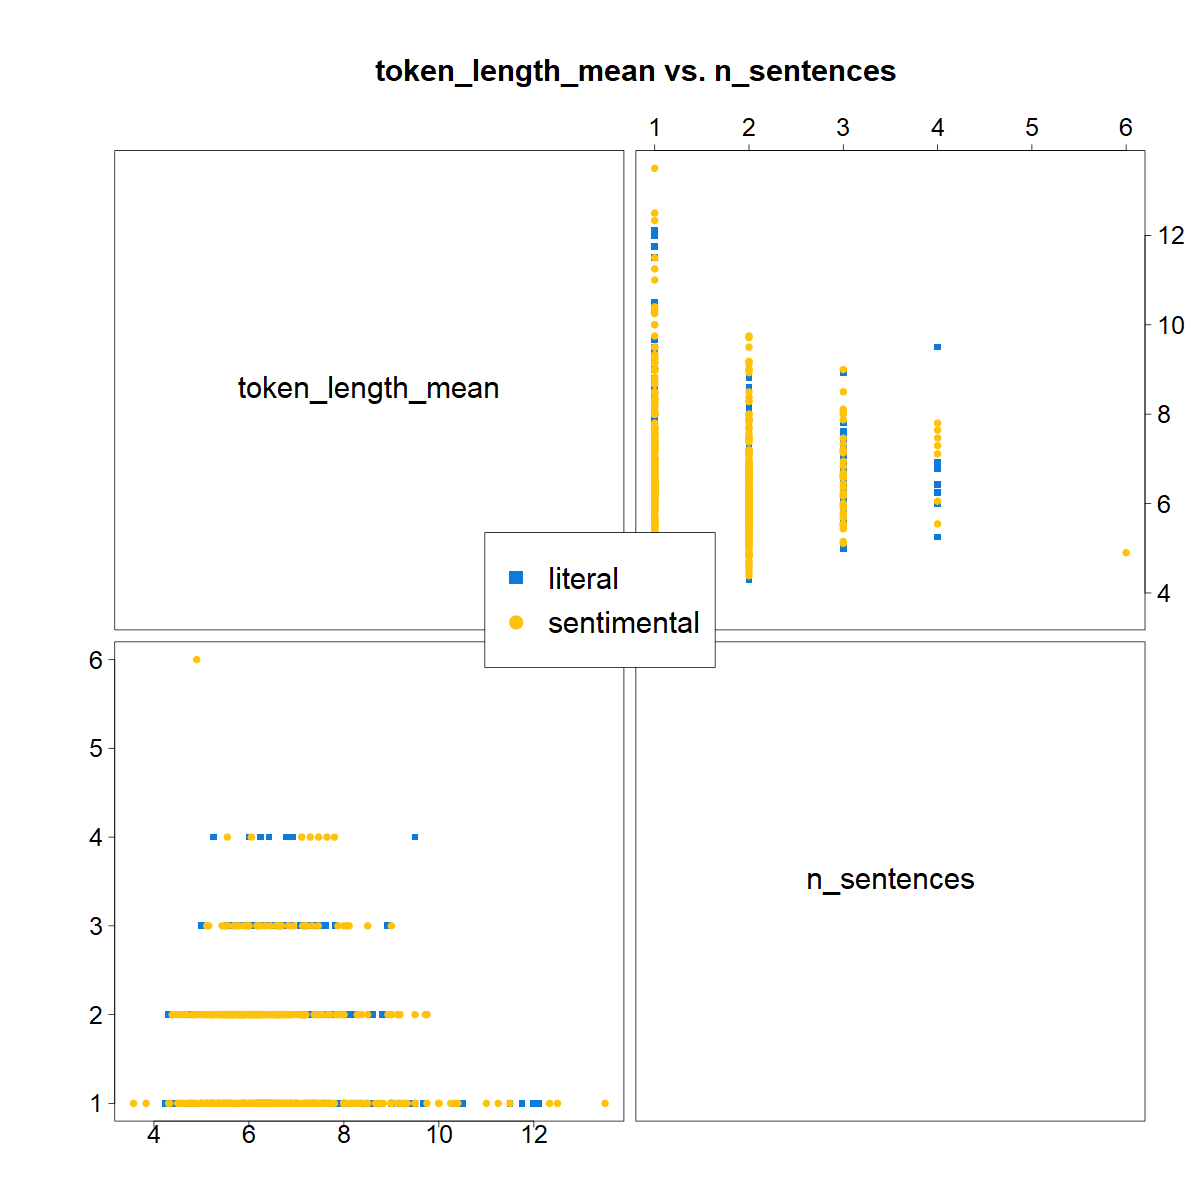 token_length_mean vs. n_sentences
1 2 3 4 5 6
token_length_mean
12
10
8
6
4
literal
sentimental
6
5
4
3
2
1
n_sentences
4 6 8 10 12